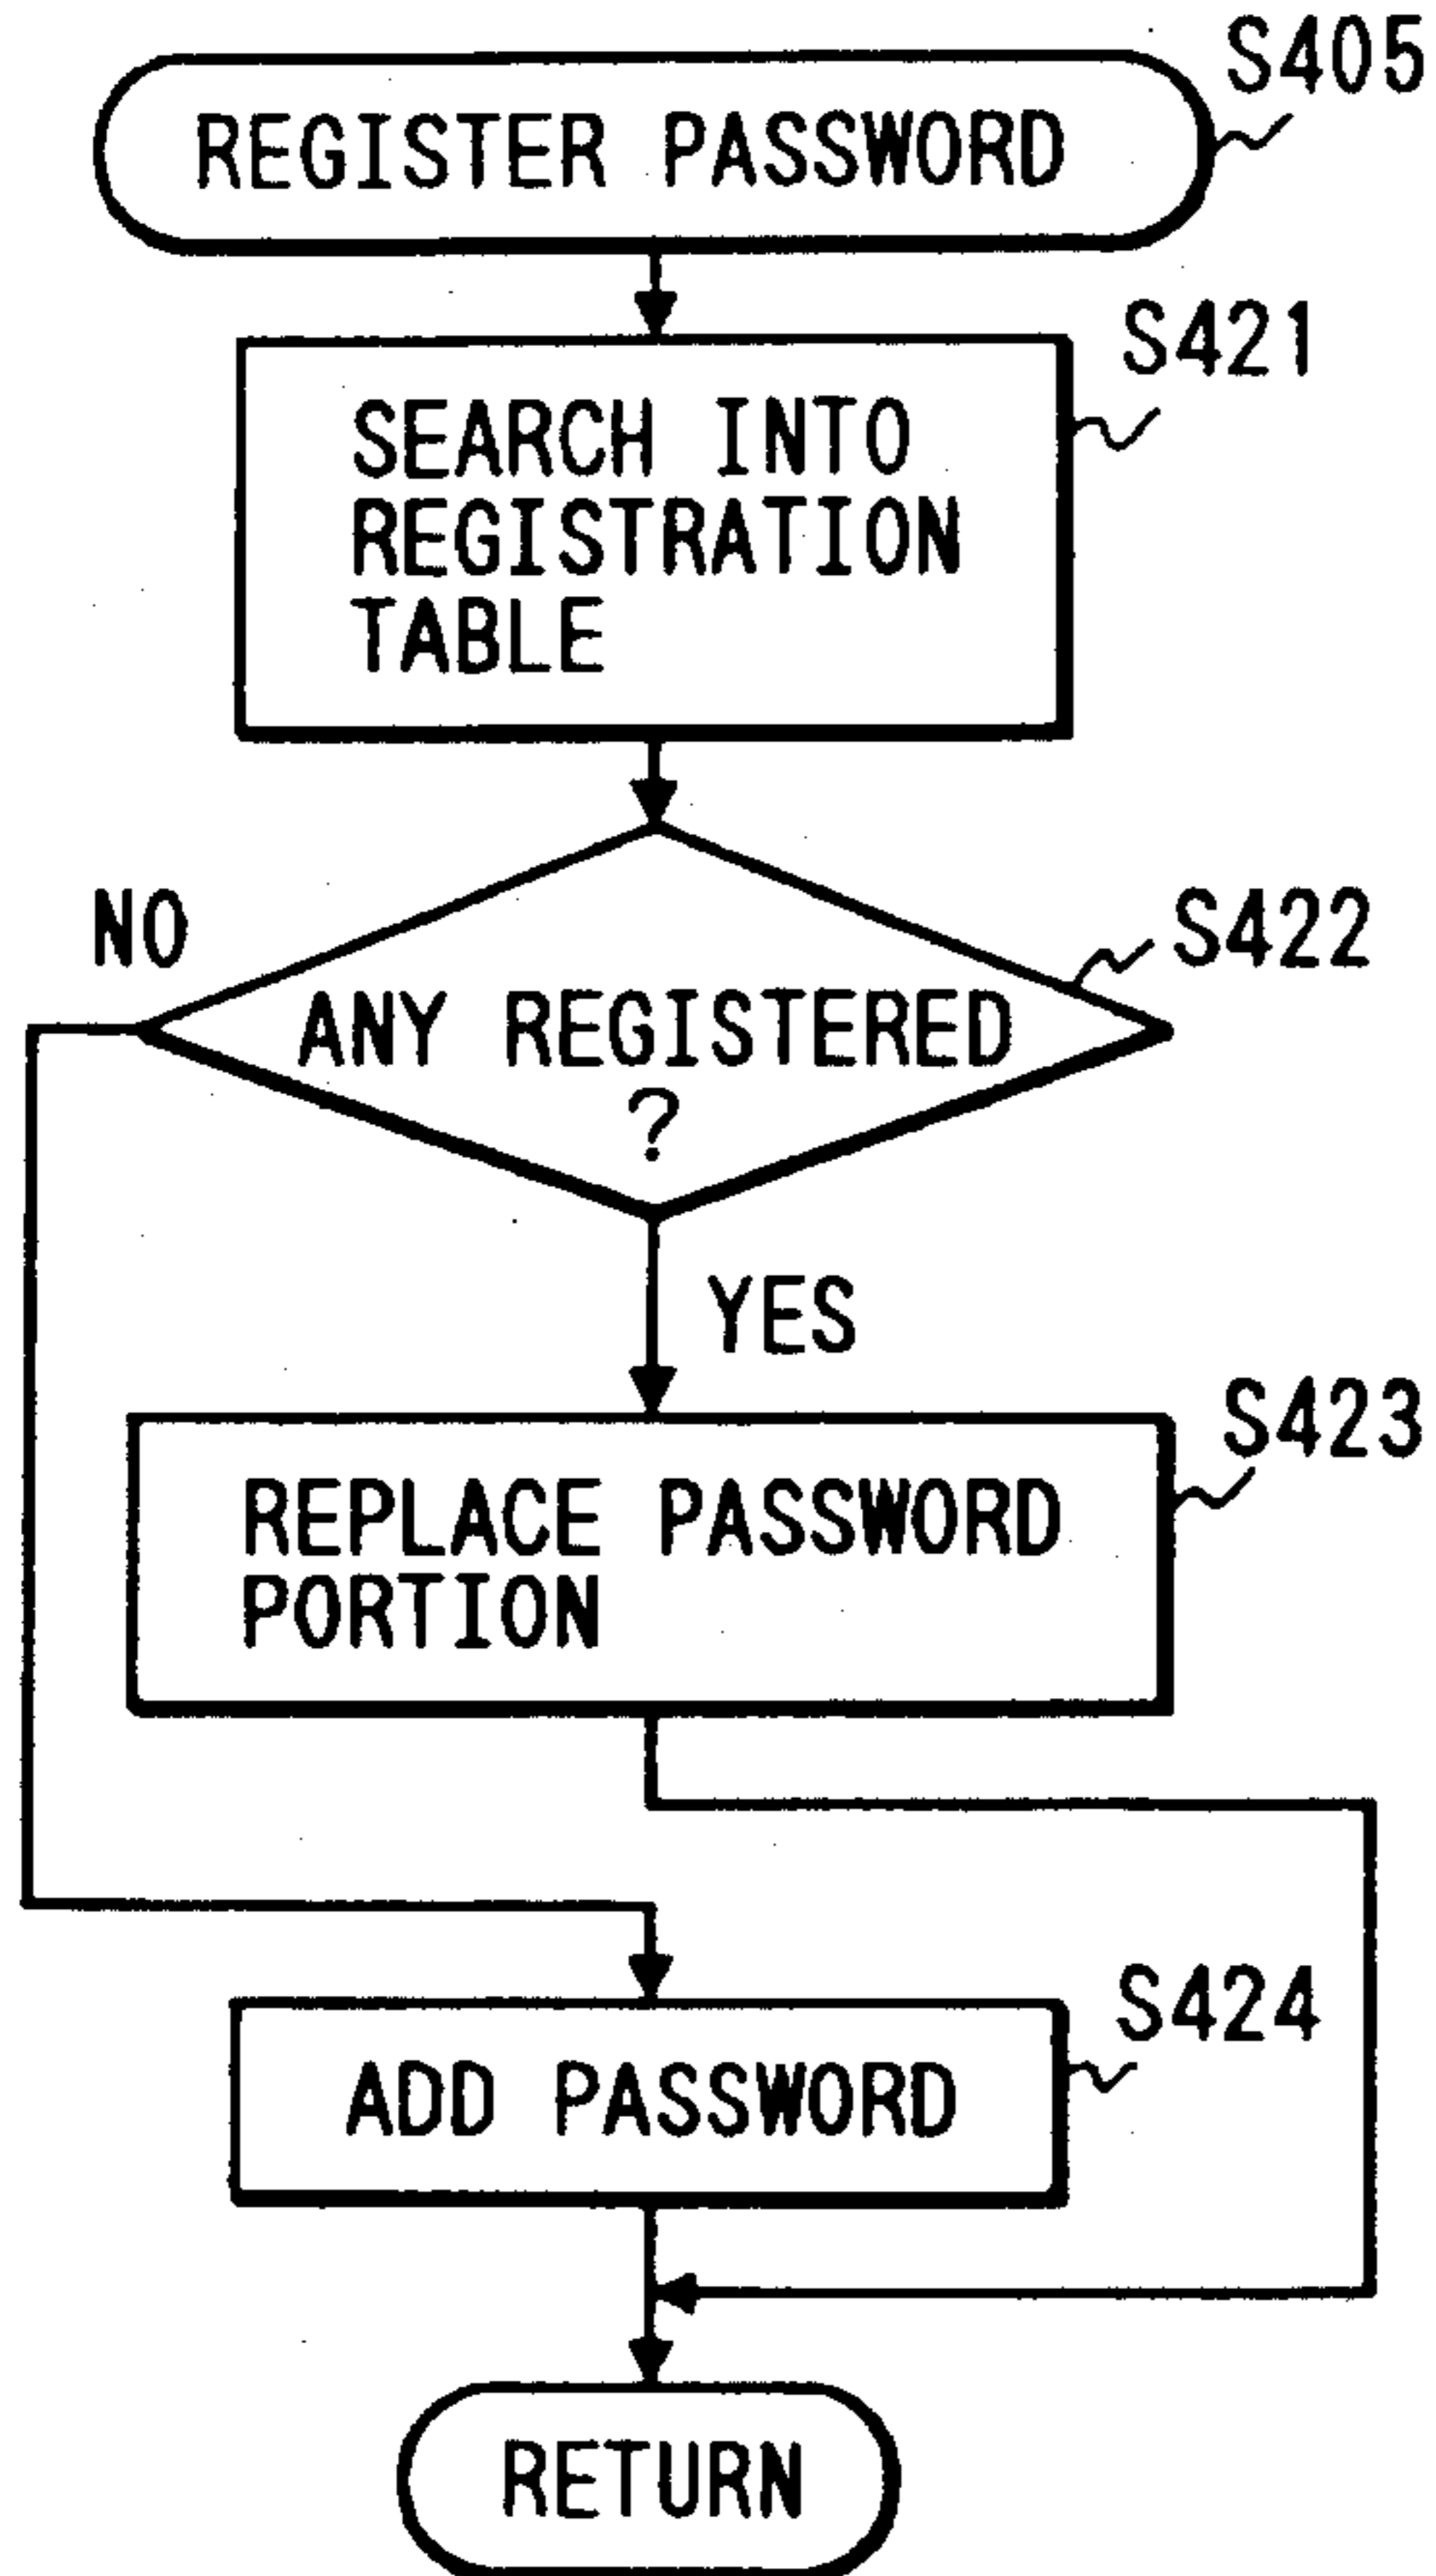 S405
REGISTER PASSWORD
S421
SEARCH INTO
REGISTRATION
TABLE
NO
S422
ANY REGISTERED
?
YES
S423
REPLACE PASSWORD
PORTION
S424
ADD PASSWORD
RETURN